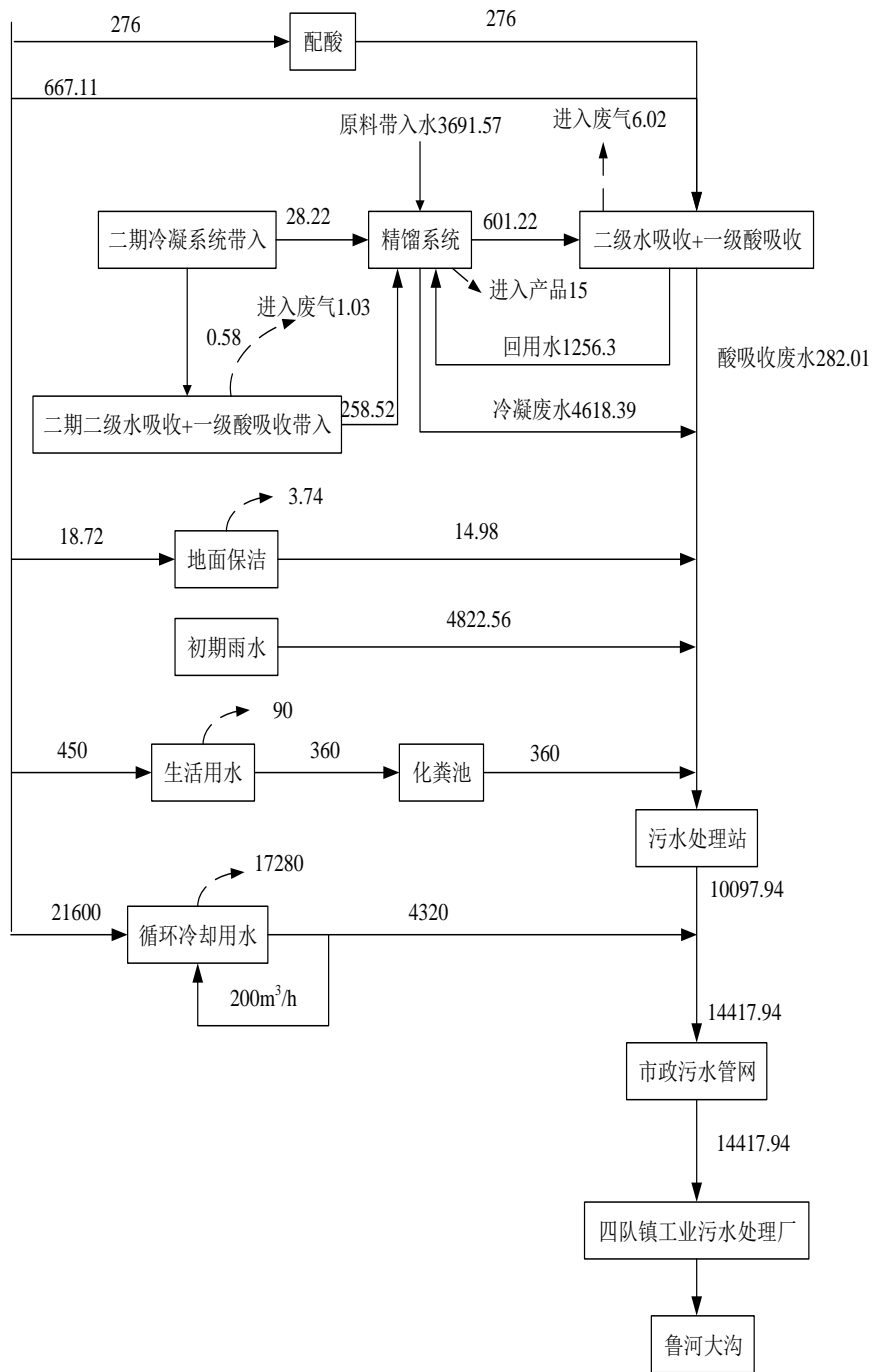 276
配酸
276
667.11
原料带入水3691.57
进入废气6.02
二期冷凝系统带入
28.22
精馏系统
601.22
二级水吸收+一级酸吸收
进入产品15
进入废气1.03
0.58
回用水1256.3
酸吸收废水282.01
二期二级水吸收+一级酸吸收带入
258.52
冷凝废水4618.39
3.74
18.72
地面保洁
14.98
初期雨水
4822.56
90
450
生活用水
360
化粪池
360
污水处理站
10097.94
17280
21600
循环冷却用水
4320
200m³/h
14417.94
市政污水管网
14417.94
四队镇工业污水处理厂
鲁河大沟